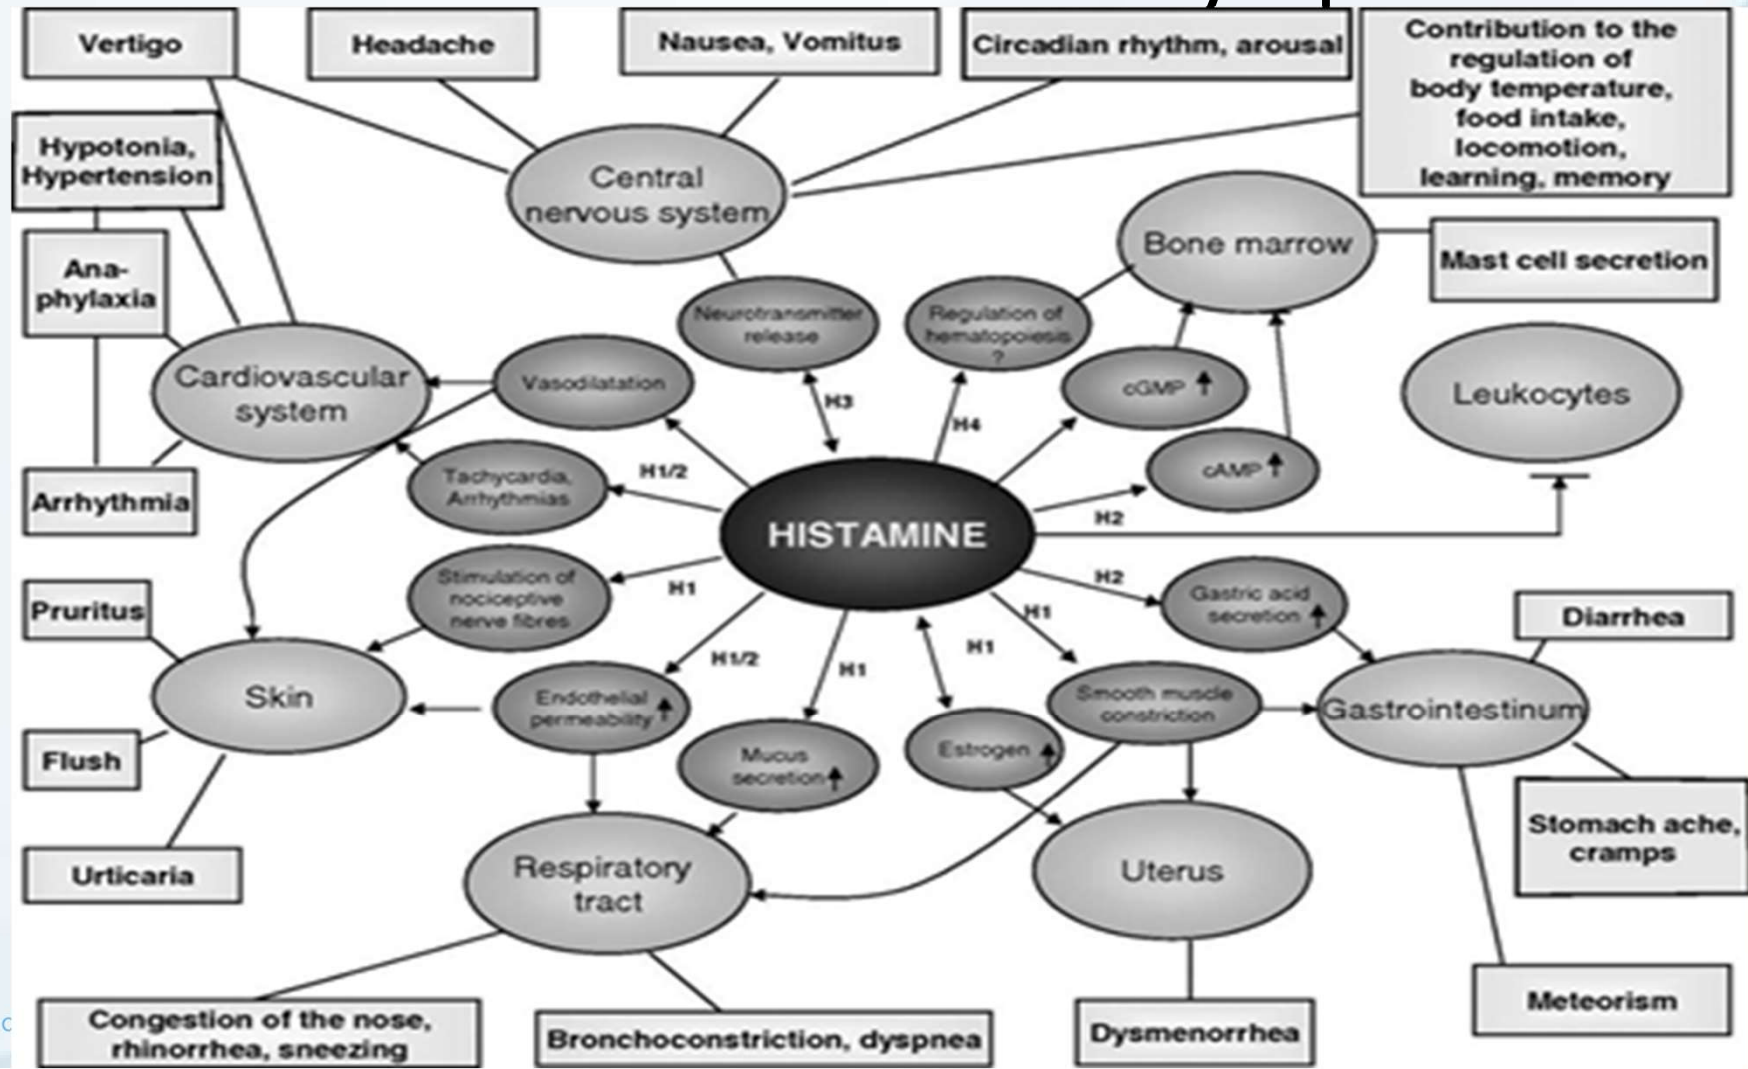 Vertigo
Headache
Nausea, Vomitus
Circadian rhythm, arousal
Contribution to the
regulation of
body temperature,
food intake,
locomotion,
learning, memory
Hypotonia,
Hypertension
Central
nervous system
Bone marrow
Mast cell secretion
Ana-
phylaxia
Neurotransmitter
release
Regulation of
hematopoiesis
?
Cardiovascular
system
Vasodilatation
cGMP
Leukocytes
H3
H4
Tachycardia,
Arrhythmias
H1/2
cAMP
Arrhythmia
H2
HISTAMINE
Stimulation of
nociceptive
nerve fibres
H1
H2
Gastric acid
secretion
Pruritus
H1
Diarrhea
H1/2
H1
H1
Skin
Endothelial
permeability
Smooth muscle
constriction
Gastrointestinum
Flush
Mucus
secretion
Estrogen
Stomach ache,
cramps
Urticaria
Respiratory
tract
Uterus
Meteorism
Congestion of the nose,
rhinorrhea, sneezing
Bronchoconstriction, dyspnea
Dysmenorrhea